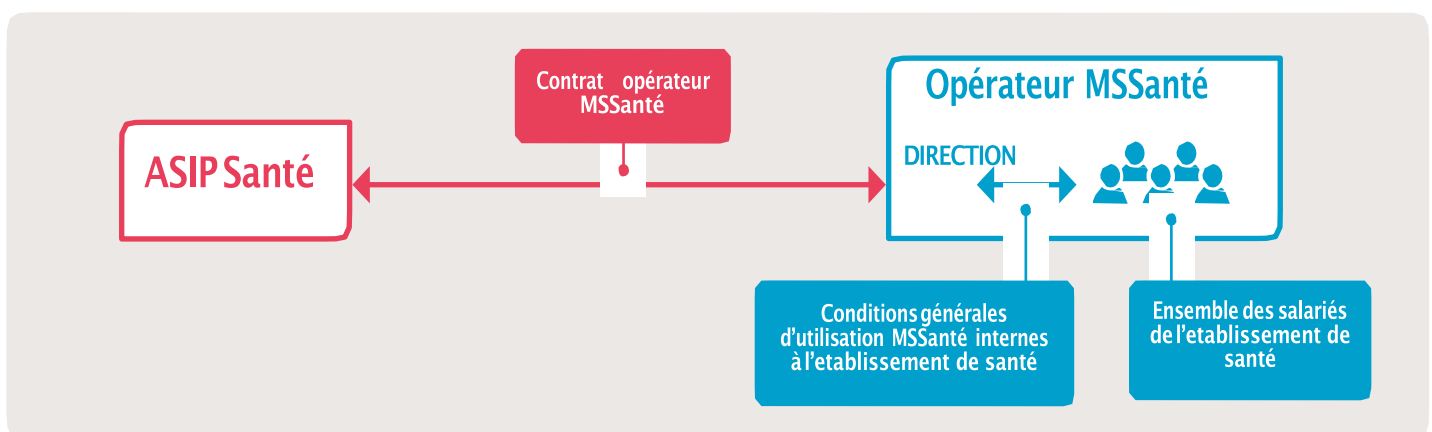 Contrat opérateur
MSSanté
ASIP Santé
Opérateur MSSanté
DIRECTION
Conditions générales
d'utilisation MSSanté internes
à l'etablissement de santé
Ensemble des salariés
de l'etablissement de
santé